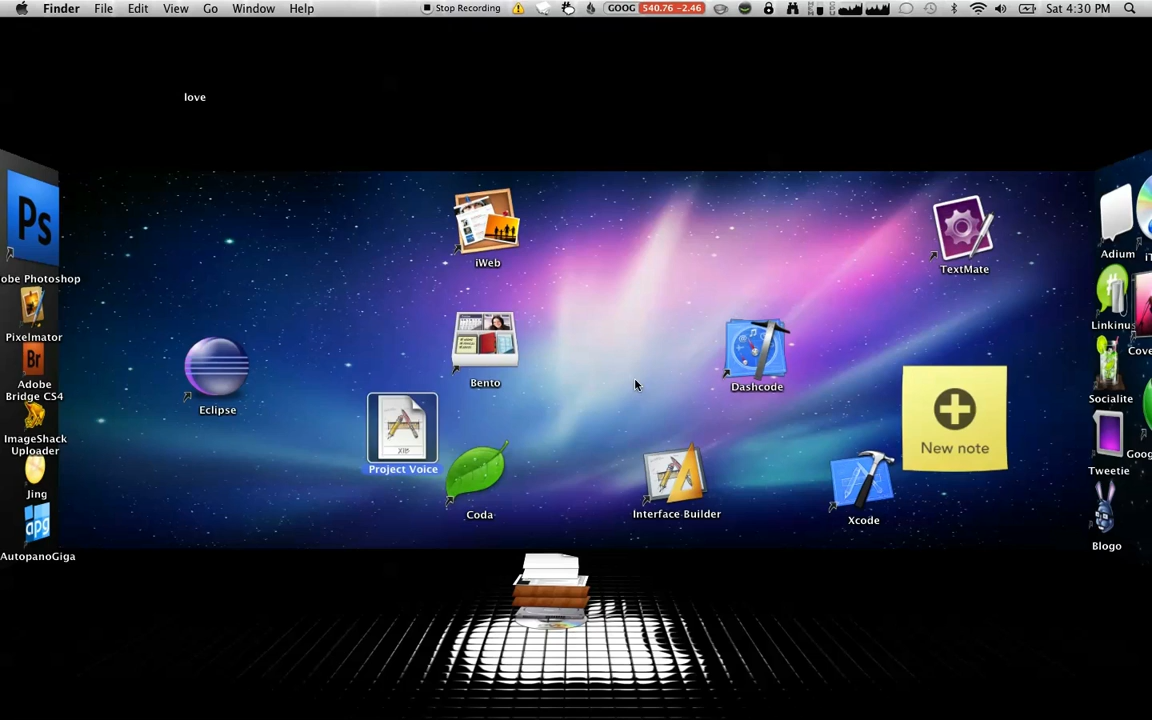 Finder File Edit View Go Window Help Stop Recording GOOG 540.76 -2.46 Sat 4:30 PM
love
Ps
obe Photoshop
Pixelmator
Br
Adobe
Bridge CS4
ImageShack
Uploader
Jing
apg
AutopanoGiga
Eclipse
iWeb
Bento
XIB
Project Voice
Coda
Interface Builder
Dashcode
TextMate
New note
Xcode
Adium
Linkinu
Cove
Socialite
Goog
Tweetie
Blogo